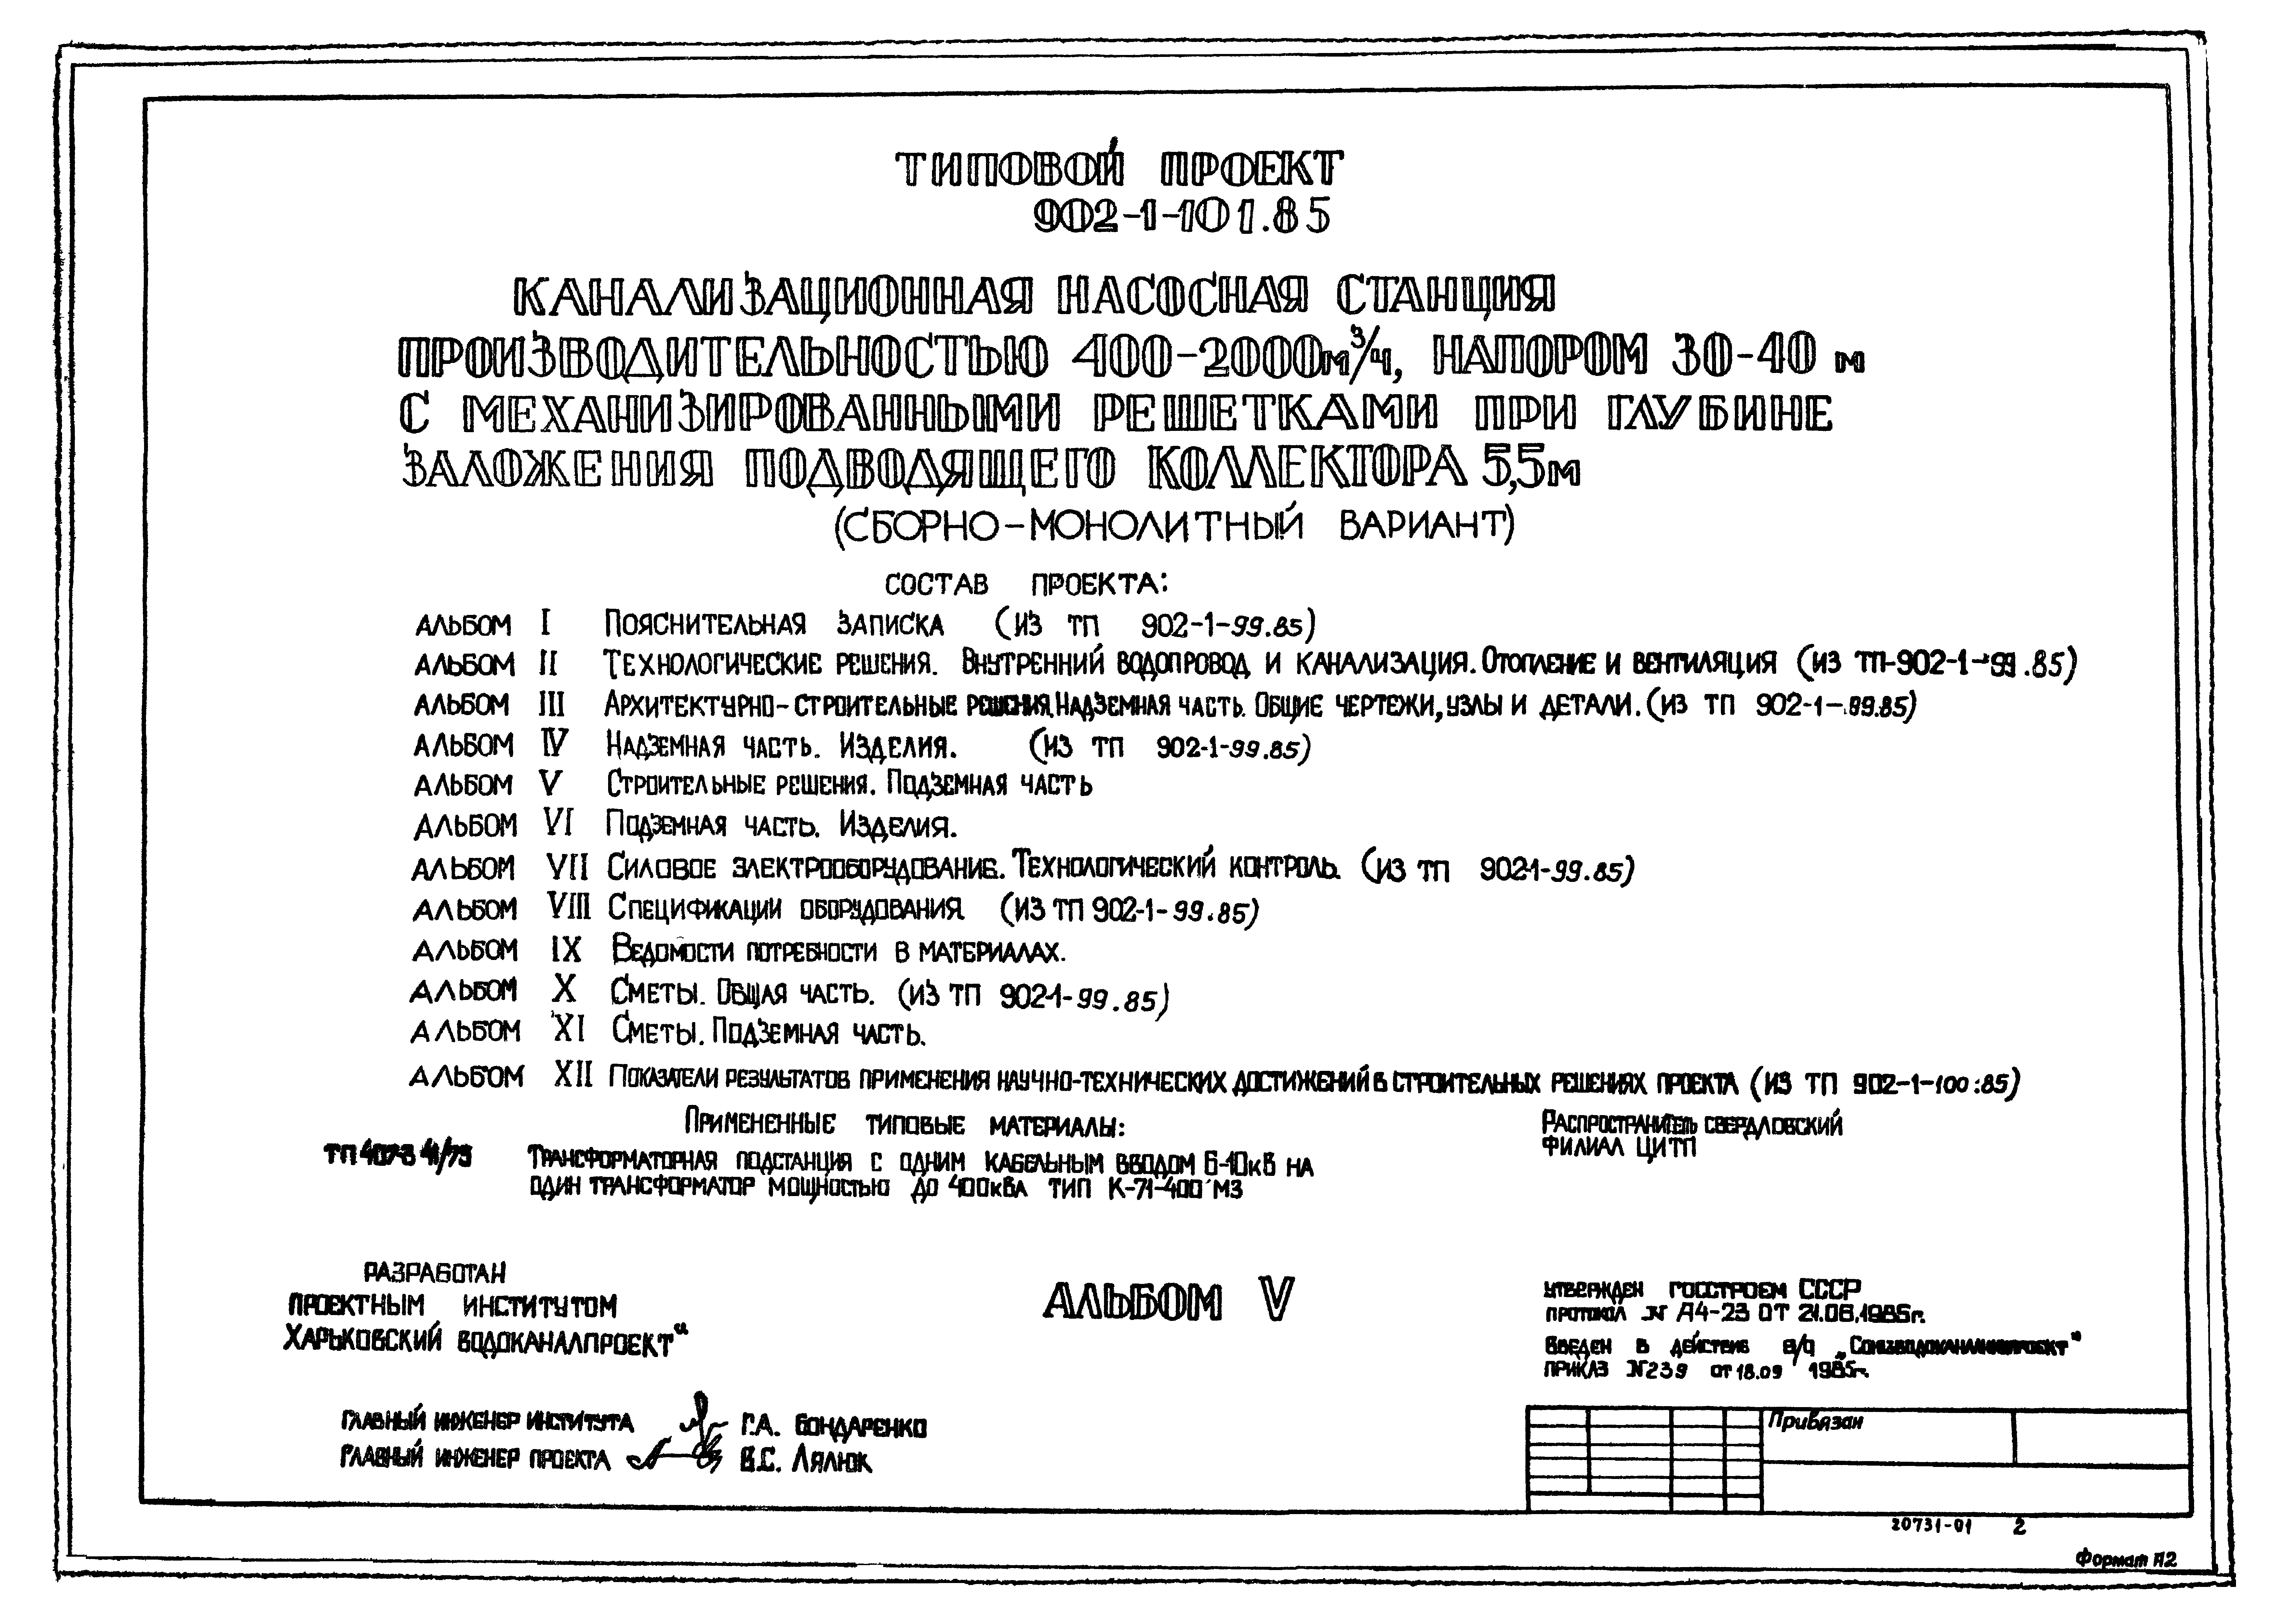 ТИПОВОЙ ПРОЕКТ
902-1-101.85
КАНАЛИЗАЦИОННАЯ НАСОСНАЯ СТАНЦИЯ
ПРОИЗВОДИТЕЛЬНОСТЬЮ 400-2000м³/ч, НАПОРОМ 30-40 м
С МЕХАНИЗИРОВАННЫМИ РЕШЕТКАМИ ПРИ ГЛУБИНЕ
ЗАЛОЖЕНИЯ ПОДВОДЯЩЕГО КОЛЛЕКТОРА 5,5м
(СБОРНО-МОНОЛИТНЫЙ ВАРИАНТ)
СОСТАВ ПРОЕКТА:
АЛЬБОМ I ПОЯСНИТЕЛЬНАЯ ЗАПИСКА (ИЗ ТП 902-1-99.85)
АЛЬБОМ II ТЕХНОЛОГИЧЕСКИЕ РЕШЕНИЯ. ВНУТРЕННИЙ ВОДОПРОВОД И КАНАЛИЗАЦИЯ. ОТОПЛЕНИЕ И ВЕНТИЛЯЦИЯ (ИЗ ТП-902-1-99.85)
АЛЬБОМ III АРХИТЕКТУРНО-СТРОИТЕЛЬНЫЕ РЕШЕНИЯ. НАДЗЕМНАЯ ЧАСТЬ. ОБЩИЕ ЧЕРТЕЖИ, УЗЛЫ И ДЕТАЛИ. (ИЗ ТП 902-1-99.85)
АЛЬБОМ IV НАДЗЕМНАЯ ЧАСТЬ. ИЗДЕЛИЯ. (ИЗ ТП 902-1-99.85)
АЛЬБОМ V СТРОИТЕЛЬНЫЕ РЕШЕНИЯ. ПОДЗЕМНАЯ ЧАСТЬ
АЛЬБОМ VI ПОДЗЕМНАЯ ЧАСТЬ. ИЗДЕЛИЯ.
АЛЬБОМ VII СИЛОВОЕ ЭЛЕКТРООБОРУДОВАНИЕ. ТЕХНОЛОГИЧЕСКИЙ КОНТРОЛЬ. (ИЗ ТП 902-1-99.85)
АЛЬБОМ VIII СПЕЦИФИКАЦИИ ОБОРУДОВАНИЯ (ИЗ ТП 902-1-99.85)
АЛЬБОМ IX ВЕДОМОСТИ ПОТРЕБНОСТИ В МАТЕРИАЛАХ.
АЛЬБОМ X СМЕТЫ. ОБЩАЯ ЧАСТЬ. (ИЗ ТП 902-1-99.85)
АЛЬБОМ XI СМЕТЫ. ПОДЗЕМНАЯ ЧАСТЬ.
АЛЬБОМ XII ПОКАЗАТЕЛИ РЕЗУЛЬТАТОВ ПРИМЕНЕНИЯ НАУЧНО-ТЕХНИЧЕСКИХ ДОСТИЖЕНИЙ В СТРОИТЕЛЬНЫХ РЕШЕНИЯХ ПРОЕКТА (ИЗ ТП 902-1-100.85)
ПРИМЕНЕННЫЕ ТИПОВЫЕ МАТЕРИАЛЫ:
ТП ТРАНСФОРМАТОРНАЯ ПОДСТАНЦИЯ С ОДНИМ КАБЕЛЬНЫМ ВВОДОМ 6-10кВ НА
ОДИН ТРАНСФОРМАТОР МОЩНОСТЬЮ ДО 400кВА ТИП К-71-400 М3
РАСПРОСТРАНИТЕЛЬ СВЕРДЛОВСКИЙ
ФИЛИАЛ ЦИТП
РАЗРАБОТАН
ПРОЕКТНЫМ ИНСТИТУТОМ
ХАРЬКОВСКИЙ ВОДОКАНАЛПРОЕКТ"
АЛЬБОМ V
УТВЕРЖДЕН ГОССТРОЕМ СССР
ПРОТОКОЛ № А4-23 ОТ 21.06.1985г.
ВВЕДЕН В ДЕЙСТВИЕ В/О „СОЮЗВОДОКАНАЛНИИПРОЕКТ"
ПРИКАЗ №239 от 18.09 1985г.
ГЛАВНЫЙ ИНЖЕНЕР ИНСТИТУТА Г.А. БОНДАРЕНКО
ГЛАВНЫЙ ИНЖЕНЕР ПРОЕКТА В.С. ЛЯЛЮК
Привязан
20731-01 2
Формат А2